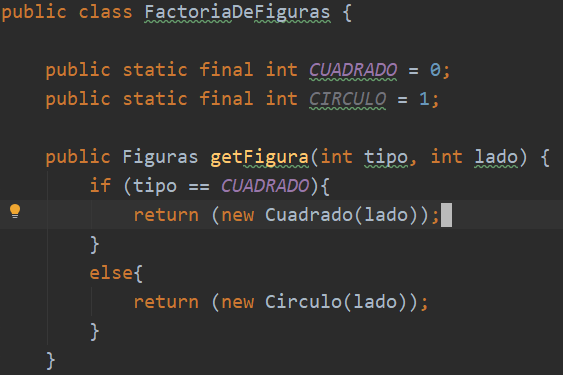 public class FactoriaDeFiguras {
public static final int CUADRADO = 0;
public static final int CIRCULO = 1;
public Figuras getFigura(int tipo, int lado) {
if (tipo == CUADRADO){
return (new Cuadrado(lado));
}
else{
return (new Circulo(lado));
}
}